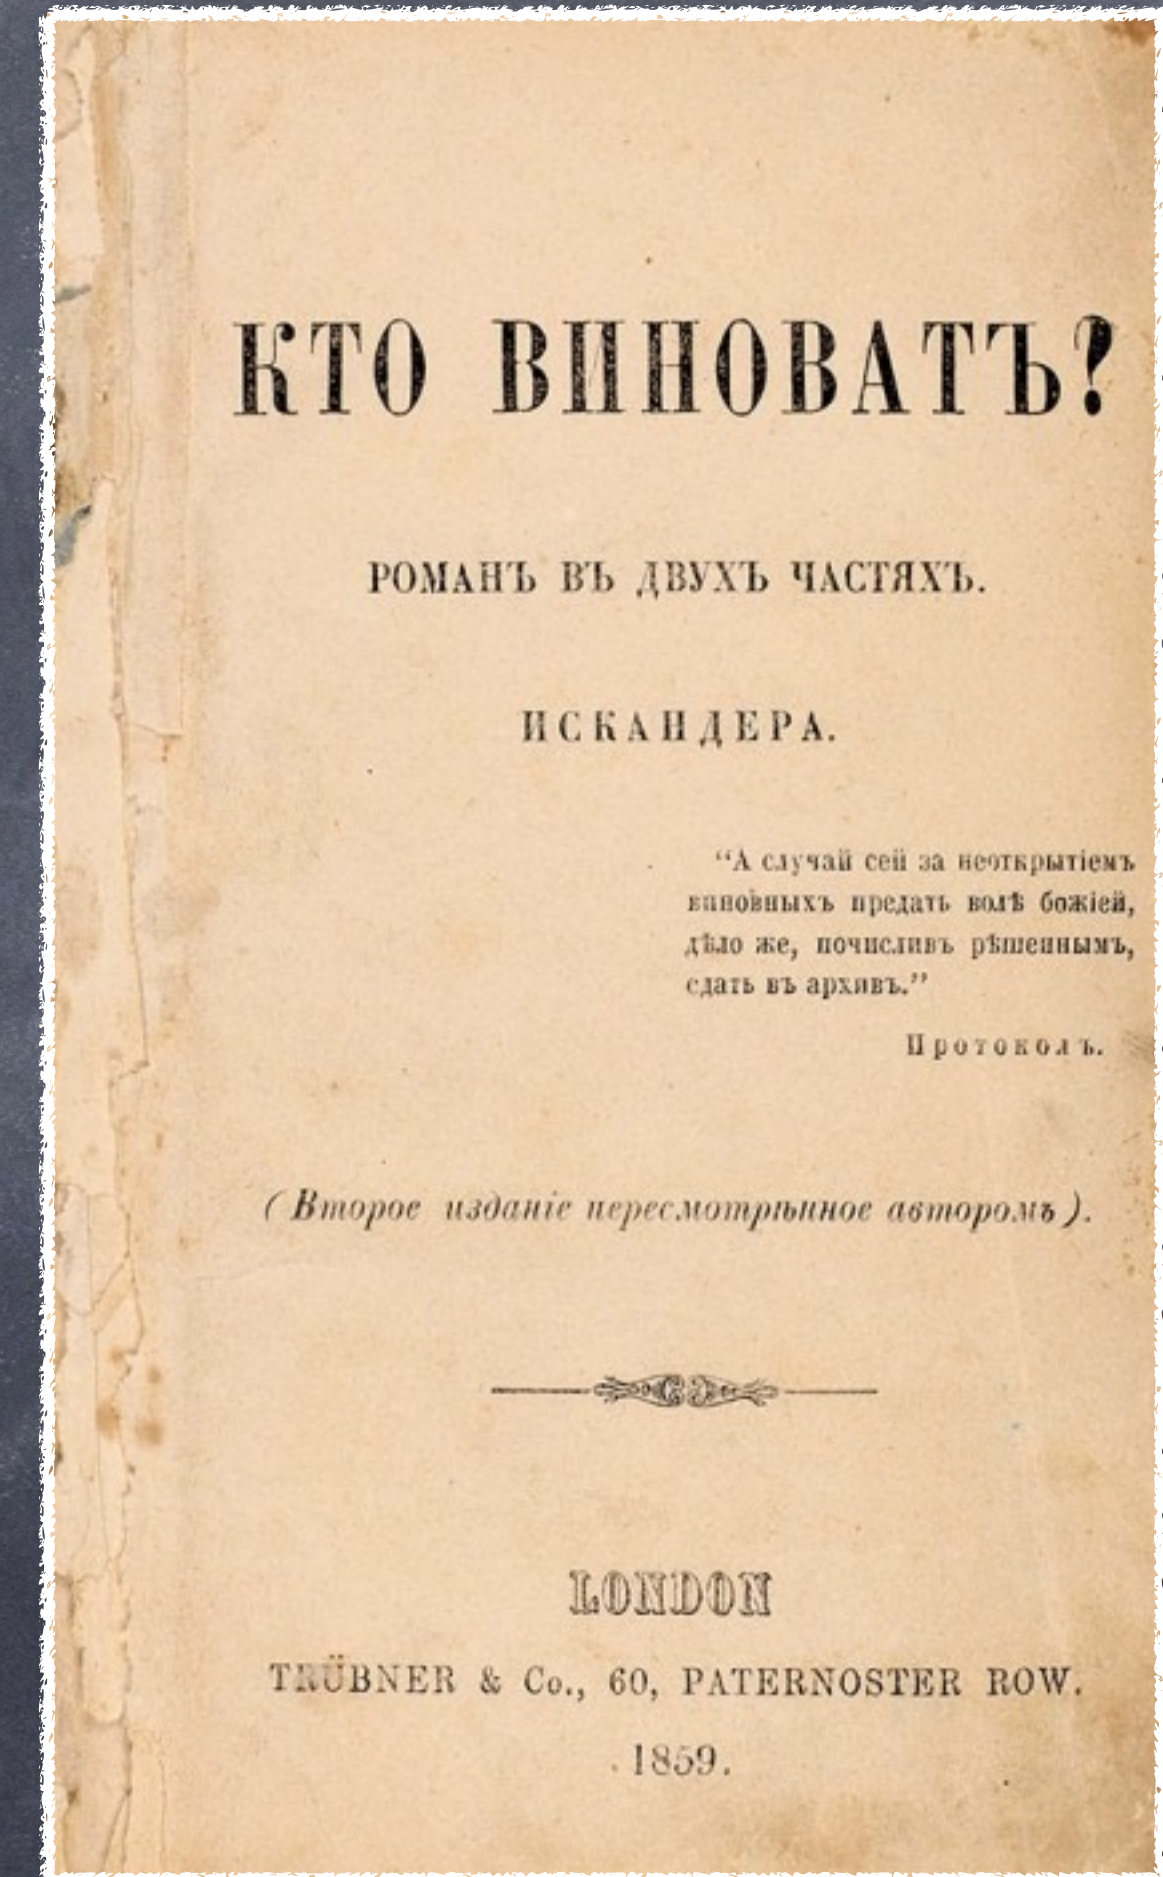 КТО ВИНОВАТЪ?
РОМАНЪ ВЪ ДВУХЪ ЧАСТЯХЪ.
ИСКАНДЕРА.
“А случай сей за неоткрытіемъ
виновныхъ предать волѣ божіей,
дѣло же, почисливъ рѣшеннымъ,
сдать въ архивъ.”
Протоколъ.
( Второе изданіе пересмотрѣнное авторомъ ).
LONDON
TRÜBNER & Co., 60, PATERNOSTER ROW.
1859.